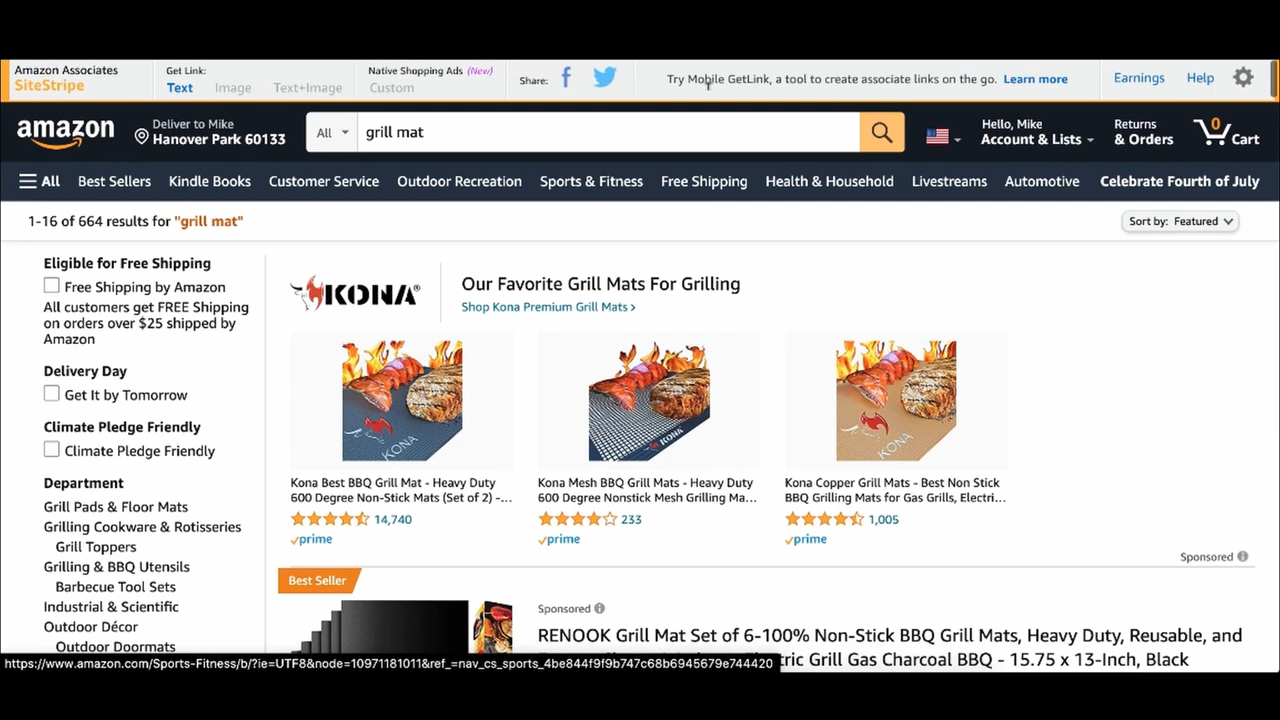 Amazon Associates
SiteStripe
Get Link:
Text Image Text+Image
Native Shopping Ads (New)
Custom
Share:
Try Mobile GetLink, a tool to create associate links on the go. Learn more
Earnings Help
amazon
Deliver to Mike
Hanover Park 60133
All
grill mat
Hello, Mike
Account & Lists
Returns
& Orders
0
Cart
All Best Sellers Kindle Books Customer Service Outdoor Recreation Sports & Fitness Free Shipping Health & Household Livestreams Automotive Celebrate Fourth of July
1-16 of 664 results for "grill mat"
Sort by: Featured
Eligible for Free Shipping
Free Shipping by Amazon
All customers get FREE Shipping
on orders over $25 shipped by
Amazon
Delivery Day
Get It by Tomorrow
Climate Pledge Friendly
Climate Pledge Friendly
Department
Grill Pads & Floor Mats
Grilling Cookware & Rotisseries
Grill Toppers
Grilling & BBQ Utensils
Barbecue Tool Sets
Industrial & Scientific
Outdoor Décor
Outdoor Doormats
KONA
Our Favorite Grill Mats For Grilling
Shop Kona Premium Grill Mats ›
KONA
Kona Best BBQ Grill Mat - Heavy Duty
600 Degree Non-Stick Mats (Set of 2) -...
14,740
prime
KONA
Kona Mesh BBQ Grill Mats - Heavy Duty
600 Degree Nonstick Mesh Grilling Ma...
233
prime
KONA
Kona Copper Grill Mats - Best Non Stick
BBQ Grilling Mats for Gas Grills, Electri...
1,005
prime
Sponsored
Best Seller
Sponsored
RENOOK Grill Mat Set of 6-100% Non-Stick BBQ Grill Mats, Heavy Duty, Reusable, and
Grill Gas Charcoal BBQ - 15.75 x 13-Inch, Black
https://www.amazon.com/Sports-Fitness/b/?ie=UTF8&node=10971181011&ref_=nav_cs_sports_4be844f9f9b747c68b6945679e744420